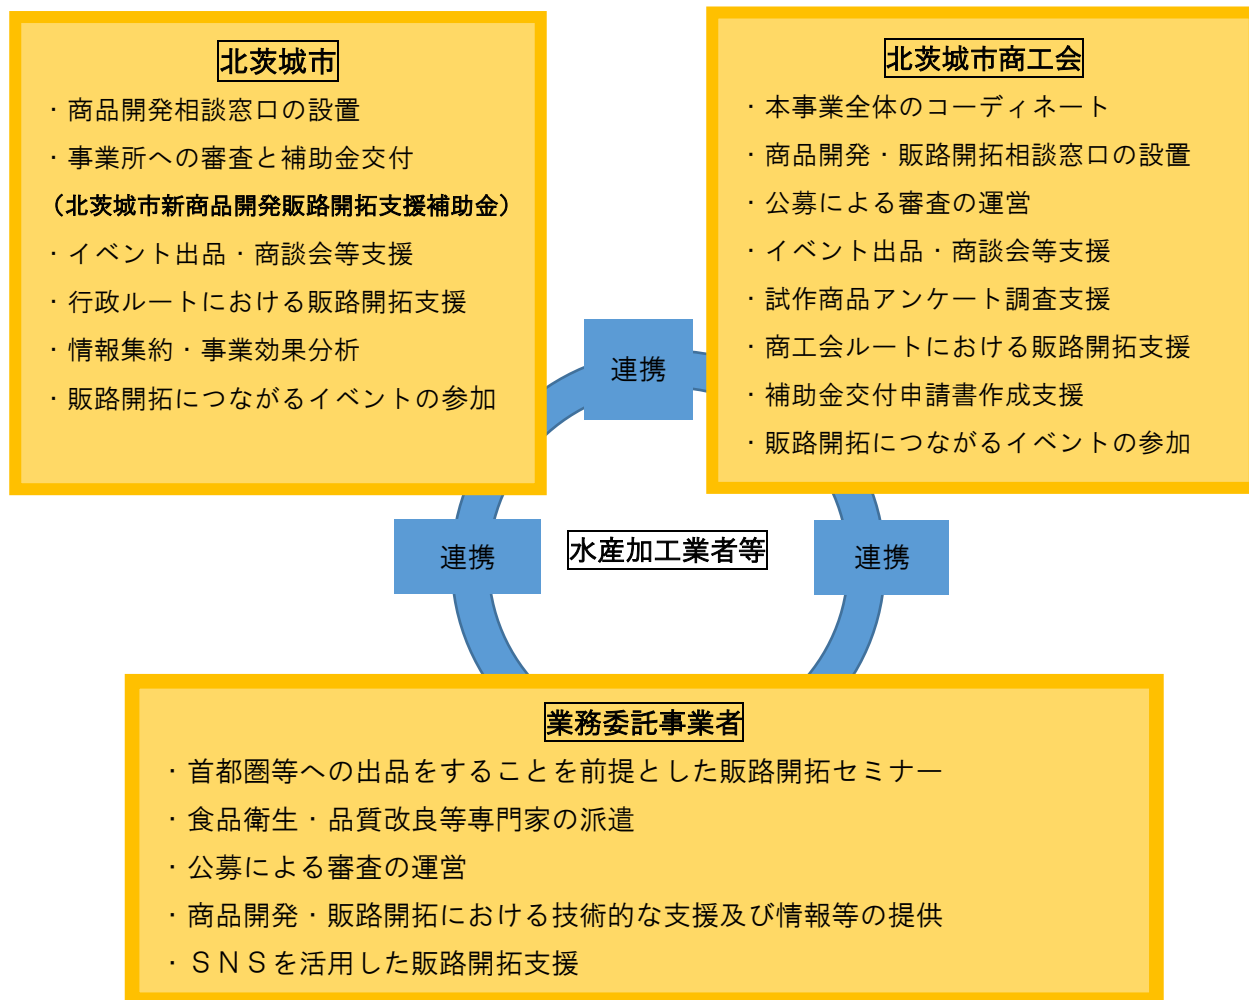 北茨城市
・商品開発相談窓口の設置
・事業所への審査と補助金交付
（北茨城市新商品開発販路開拓支援補助金）
・イベント出品・商談会等支援
・行政ルートにおける販路開拓支援
・情報集約・事業効果分析
・販路開拓につながるイベントの参加
北茨城市商工会
・本事業全体のコーディネート
・商品開発・販路開拓相談窓口の設置
・公募による審査の運営
・イベント出品・商談会等支援
・試作商品アンケート調査支援
・商工会ルートにおける販路開拓支援
・補助金交付申請書作成支援
・販路開拓につながるイベントの参加
連携
連携
水産加工業者等
連携
業務委託事業者
・首都圏等への出品をすることを前提とした販路開拓セミナー
・食品衛生・品質改良等専門家の派遣
・公募による審査の運営
・商品開発・販路開拓における技術的な支援及び情報等の提供
・ＳＮＳを活用した販路開拓支援